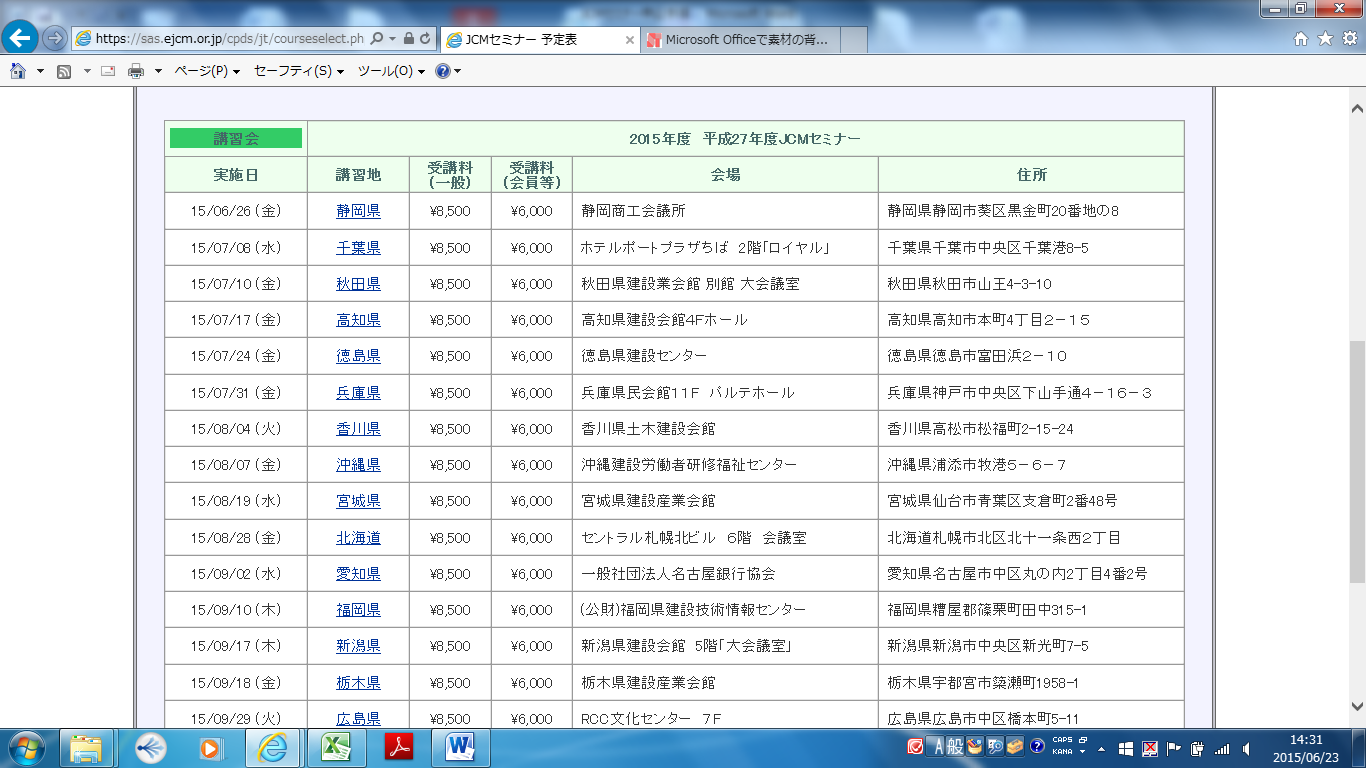 https://sas.ejcm.or.jp/cpds/jt/courseselect.ph
JCMセミナー 予定表
Microsoft Officeで素材の背...
ページ(P) セーフティ(S) ツール(O)
講習会 2015年度 平成27年度JCMセミナー
実施日 講習地 受講料(一般) 受講料(会員等) 会場 住所
15/06/26 (金) 静岡県 ¥8,500 ¥6,000 静岡商工会議所 静岡県静岡市葵区黒金町20番地の8
15/07/08 (水) 千葉県 ¥8,500 ¥6,000 ホテルポートプラザちば 2階「ロイヤル」 千葉県千葉市中央区千葉港8-5
15/07/10 (金) 秋田県 ¥8,500 ¥6,000 秋田県建設業会館 別館 大会議室 秋田県秋田市山王4-3-10
15/07/17 (金) 高知県 ¥8,500 ¥6,000 高知県建設会館4Fホール 高知県高知市本町4丁目2-15
15/07/24 (金) 徳島県 ¥8,500 ¥6,000 徳島県建設センター 徳島県徳島市富田浜2-10
15/07/31 (金) 兵庫県 ¥8,500 ¥6,000 兵庫県民会館11F パルテホール 兵庫県神戸市中央区下山手通4-16-3
15/08/04 (火) 香川県 ¥8,500 ¥6,000 香川県土木建設会館 香川県高松市松福町2-15-24
15/08/07 (金) 沖縄県 ¥8,500 ¥6,000 沖縄建設労働者研修福祉センター 沖縄県浦添市牧港5-6-7
15/08/19 (水) 宮城県 ¥8,500 ¥6,000 宮城県建設産業会館 宮城県仙台市青葉区支倉町2番48号
15/08/28 (金) 北海道 ¥8,500 ¥6,000 セントラル札幌北ビル 6階 会議室 北海道札幌市北区北十一条西2丁目
15/09/02 (水) 愛知県 ¥8,500 ¥6,000 一般社団法人名古屋銀行協会 愛知県名古屋市中区丸の内2丁目4番2号
15/09/10 (木) 福岡県 ¥8,500 ¥6,000 (公財)福岡県建設技術情報センター 福岡県糟屋郡篠栗町田中315-1
15/09/17 (木) 新潟県 ¥8,500 ¥6,000 新潟県建設会館 5階「大会議室」 新潟県新潟市中央区新光町7-5
15/09/18 (金) 栃木県 ¥8,500 ¥6,000 栃木県建設産業会館 栃木県宇都宮市簗瀬町1958-1
15/09/29 (火) 広島県 ¥8,500 ¥6,000 RCC文化センター 7F 広島県広島市中区橋本町5-11
A 般 CAPS KANA
14:31
2015/06/23